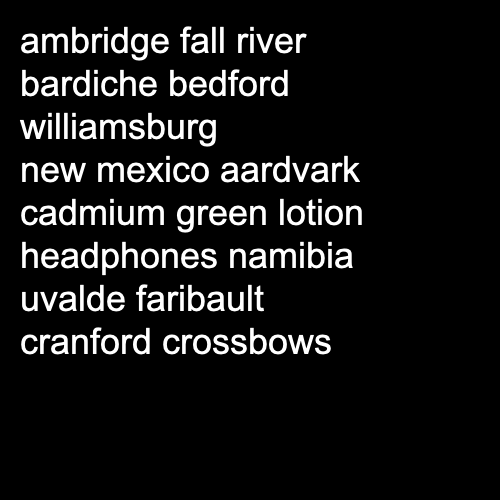 ambridge fall river
bardiche bedford
williamsburg
new mexico aardvark
cadmium green lotion
headphones namibia
uvalde faribault
cranford crossbows